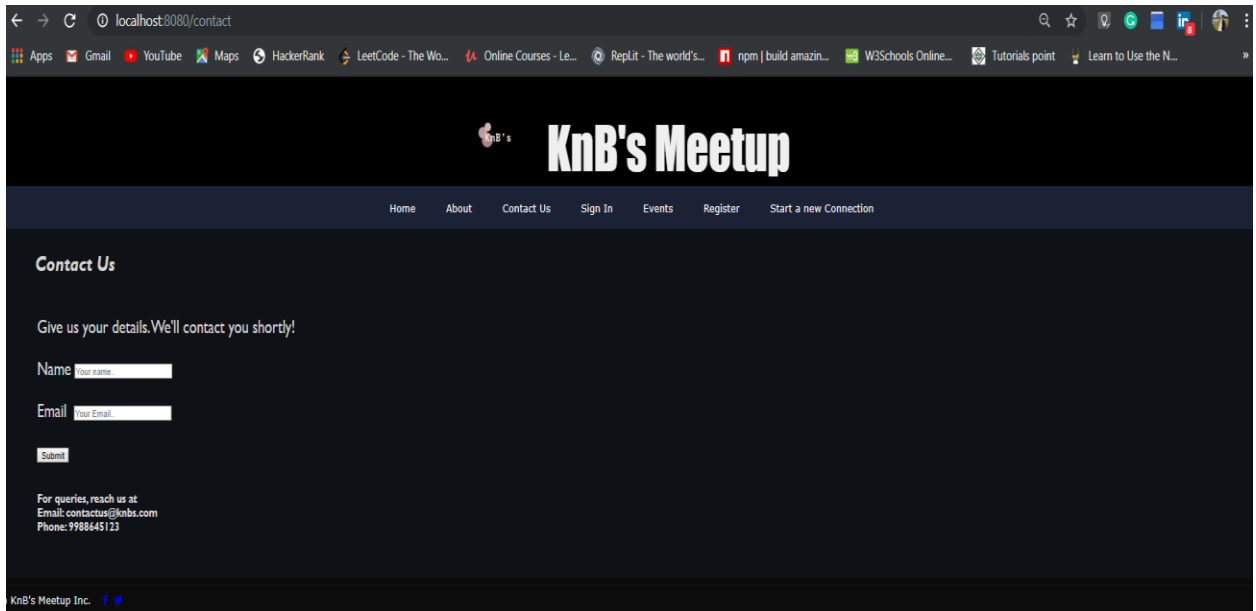 localhost:8080/contact
Apps Gmail YouTube Maps HackerRank LeetCode - The Wo... Online Courses - Le... Repl.it - The world's... npm | build amazin... W3Schools Online... Tutorials point Learn to Use the N... »
KnB's KnB's Meetup
Home About Contact Us Sign In Events Register Start a new Connection
Contact Us
Give us your details. We'll contact you shortly!
Name Your name..
Email Your Email..
Submit
For queries, reach us at
Email: contactus@knbs.com
Phone: 9988645123
KnB's Meetup Inc.